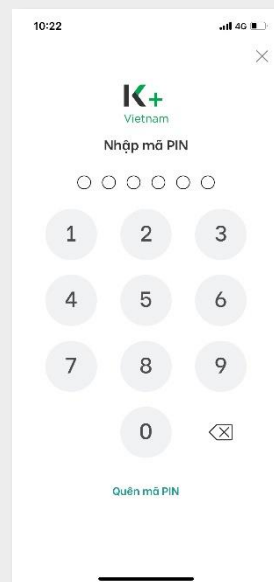 10:22
4G
K+
Vietnam
Nhập mã PIN
1 2 3
4 5 6
7 8 9
0
Quên mã PIN